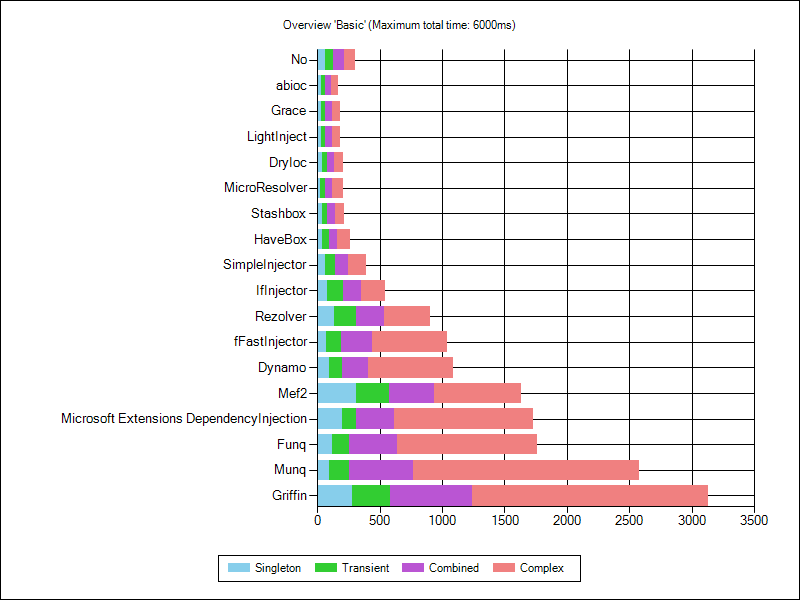 Overview 'Basic' (Maximum total time: 6000ms)
No
abioc
Grace
LightInject
DryIoc
MicroResolver
Stashbox
HaveBox
SimpleInjector
IfInjector
Rezolver
fFastInjector
Dynamo
Mef2
Microsoft Extensions DependencyInjection
Funq
Munq
Griffin
0 500 1000 1500 2000 2500 3000 3500
Singleton Transient Combined Complex